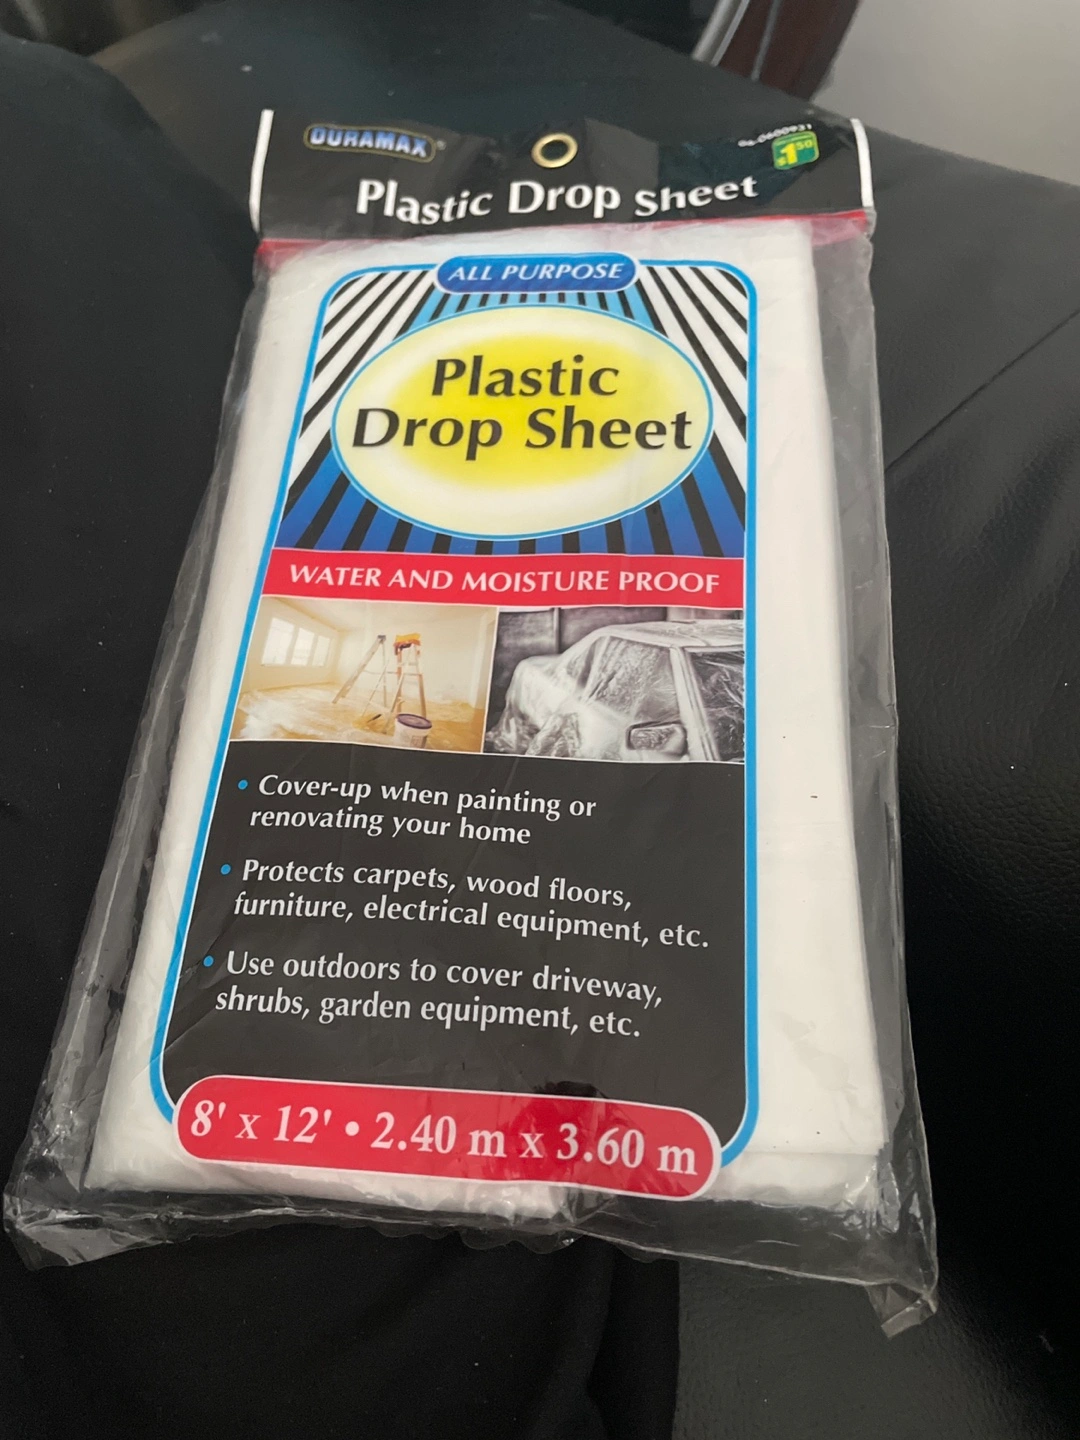 DURAMAX®
06-0600931
$1.50
Plastic Drop Sheet
ALL PURPOSE
Plastic
Drop Sheet
WATER AND MOISTURE PROOF
• Cover-up when painting or
renovating your home
• Protects carpets, wood floors,
furniture, electrical equipment, etc.
• Use outdoors to cover driveway,
shrubs, garden equipment, etc.
8' x 12' • 2.40 m x 3.60 m